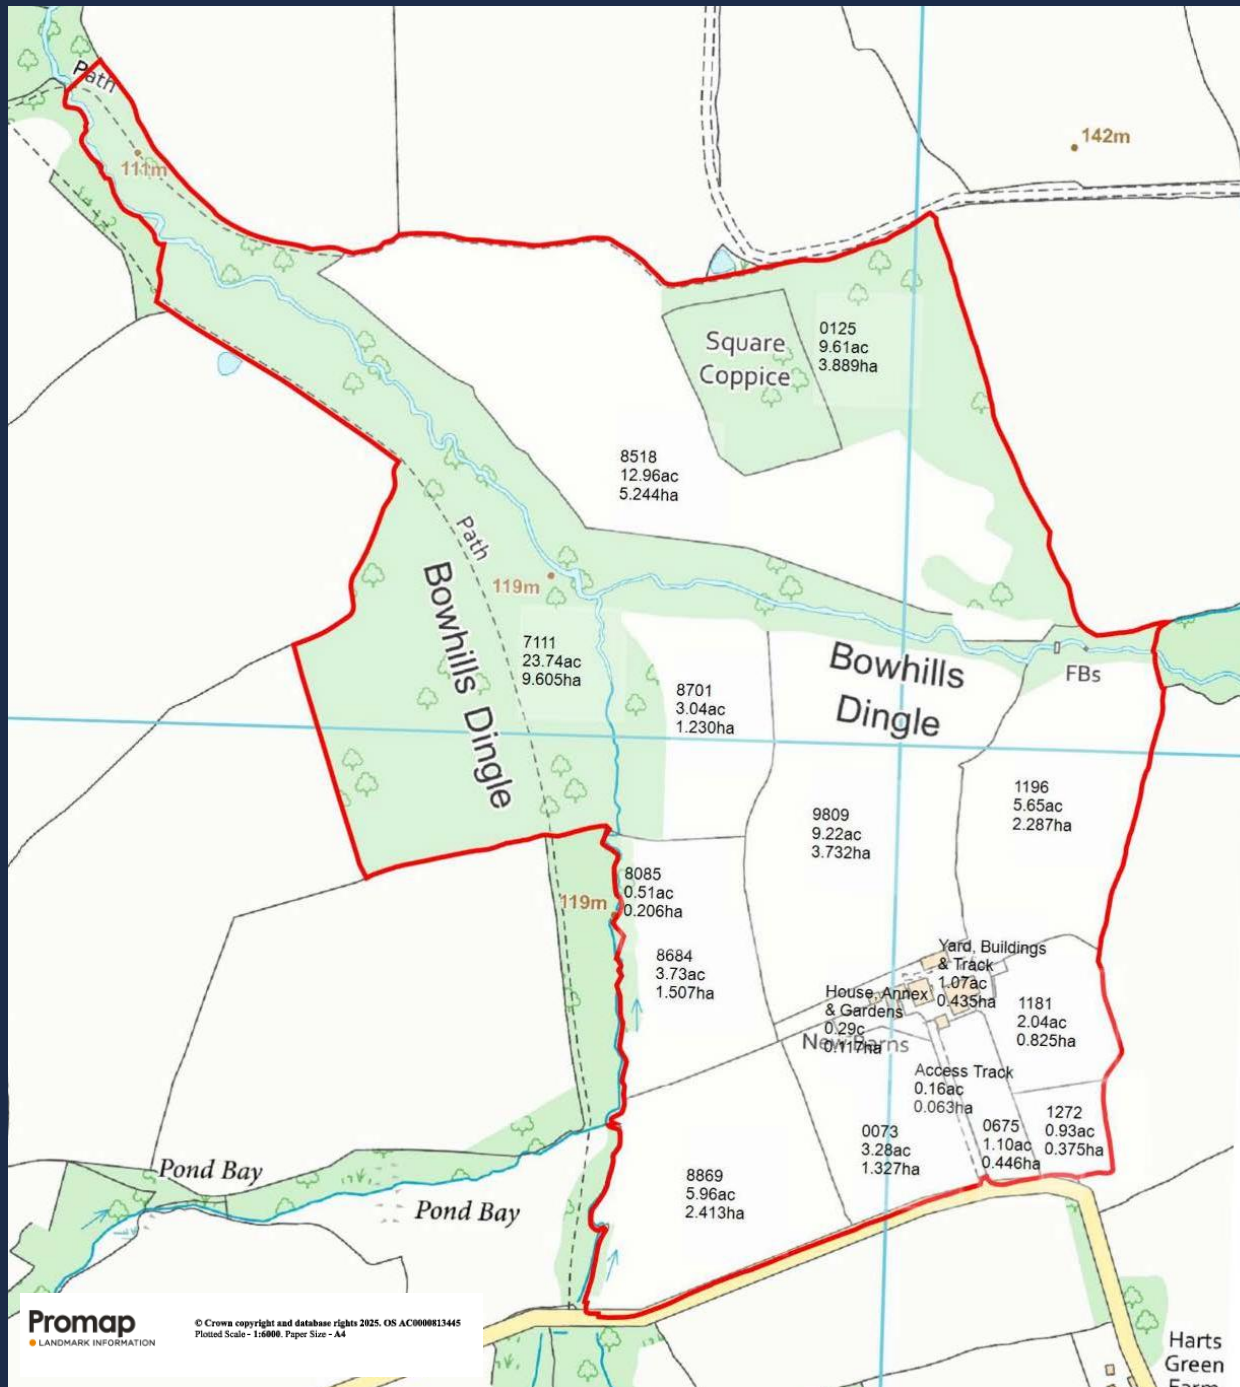 Path
111m
142m
Square
Coppice
0125
9.61ac
3.889ha
8518
12.96ac
5.244ha
Path
119m
Bowhills Dingle
7111
23.74ac
9.605ha
8701
3.04ac
1.230ha
Bowhills
Dingle
FBs
1196
5.65ac
2.287ha
9809
9.22ac
3.732ha
8085
0.51ac
0.206ha
119m
8684
3.73ac
1.507ha
Yard, Buildings
& Track
1.07ac
0.435ha
House, Annex
& Gardens
0.29c
0.117ha
New Barns
1181
2.04ac
0.825ha
Access Track
0.16ac
0.063ha
0675
1.10ac
0.446ha
1272
0.93ac
0.375ha
0073
3.28ac
1.327ha
8869
5.96ac
2.413ha
Pond Bay
Pond Bay
Harts
Green
Farm
Promap
LANDMARK INFORMATION
© Crown copyright and database rights 2025. OS AC0000813445
Plotted Scale - 1:6000. Paper Size - A4